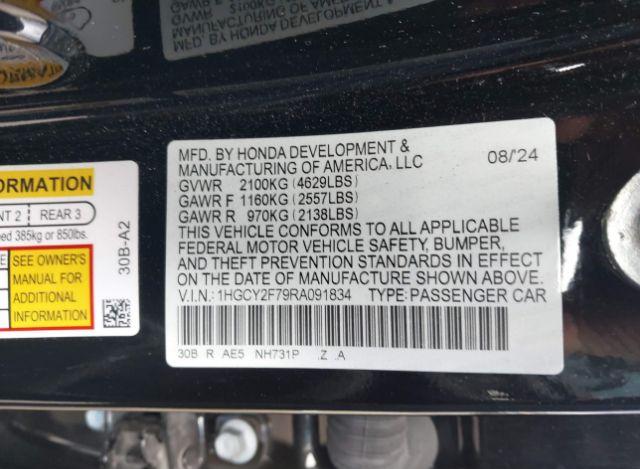 MFD. BY HONDA DEVELOPMENT &
MANUFACTURING OF AMERICA, LLC 08/'24
GVWR 2100KG (4629LBS)
GAWR F 1160KG (2557LBS)
GAWR R 970KG (2138LBS)
THIS VEHICLE CONFORMS TO ALL APPLICABLE
FEDERAL MOTOR VEHICLE SAFETY, BUMPER,
AND THEFT PREVENTION STANDARDS IN EFFECT
ON THE DATE OF MANUFACTURE SHOWN ABOVE.
V.I.N.: 1HGCY2F79RA091834 TYPE: PASSENGER CAR
30B R AE5 NH731P Z A
2 REAR 3
385kg or 850lbs.
SEE OWNER'S
MANUAL FOR
ADDITIONAL
INFORMATION
30B-A2